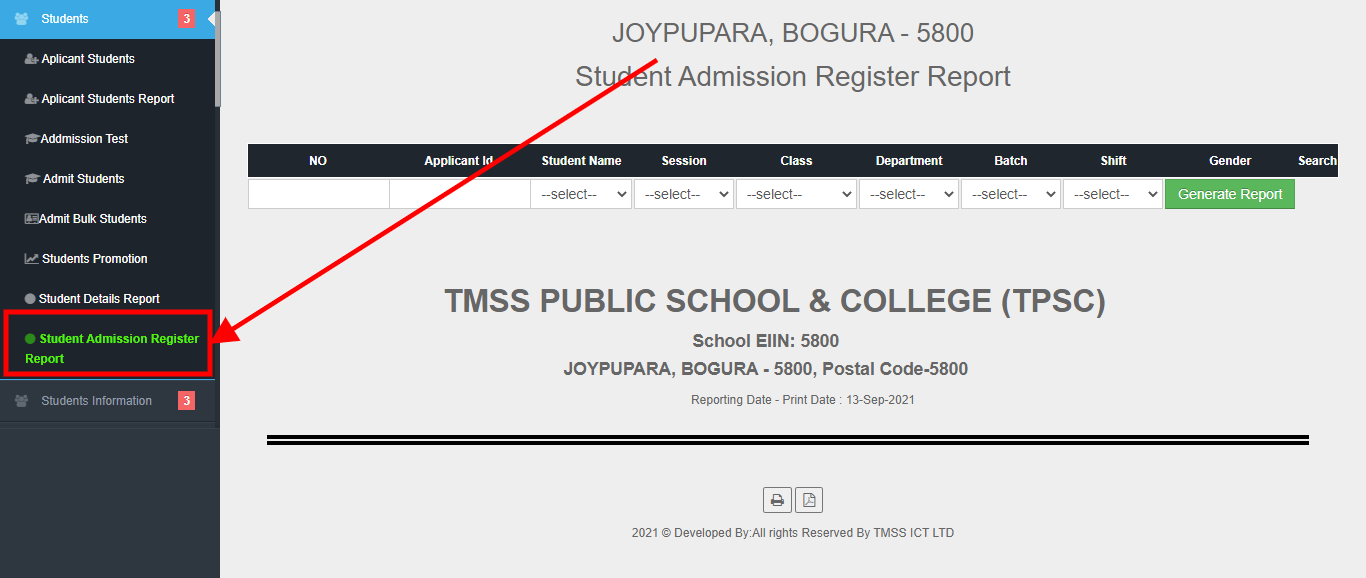 Students 3
Aplicant Students
Aplicant Students Report
Addmission Test
Admit Students
Admit Bulk Students
Students Promotion
Student Details Report
Student Admission Register
Report
Students Information 3
JOYPUPARA, BOGURA - 5800
Student Admission Register Report
NO Applicant Id Student Name Session Class Department Batch Shift Gender Search
--select-- --select-- --select-- --select-- --select-- --select-- Generate Report
TMSS PUBLIC SCHOOL & COLLEGE (TPSC)
School EIIN: 5800
JOYPUPARA, BOGURA - 5800, Postal Code-5800
Reporting Date - Print Date : 13-Sep-2021
2021 © Developed By:All rights Reserved By TMSS ICT LTD